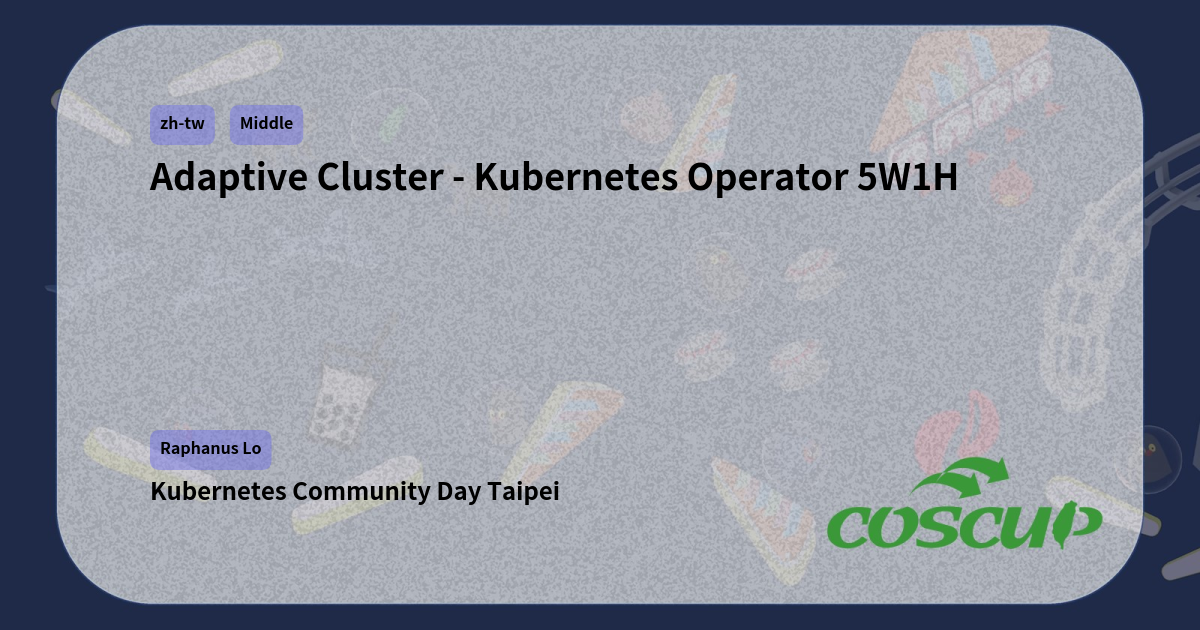 zh-tw Middle
Adaptive Cluster - Kubernetes Operator 5W1H
Raphanus Lo
Kubernetes Community Day Taipei
COSCUP